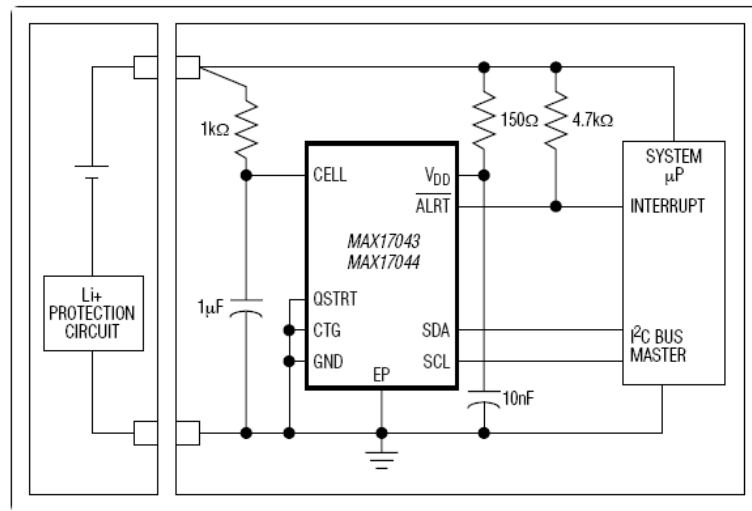 1kΩ
150Ω
4.7kΩ
SYSTEM
μP
CELL
VDD
ALRT
INTERRUPT
MAX17043
MAX17044
Li+
PROTECTION
CIRCUIT
1μF
QSTRT
CTG
SDA
I²C BUS
MASTER
GND
SCL
EP
10nF